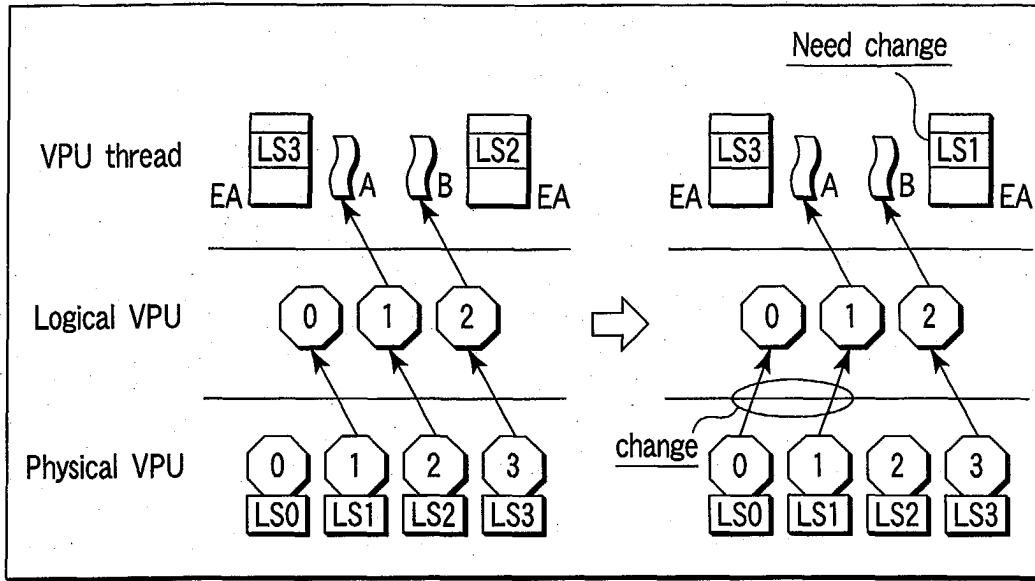 Need change
VPU thread
LS3
A
B
LS2
EA
EA
LS3
A
B
LS1
EA
EA
Logical VPU
0
1
2
0
1
2
change
Physical VPU
0
1
2
3
0
1
2
3
LS0
LS1
LS2
LS3
LS0
LS1
LS2
LS3